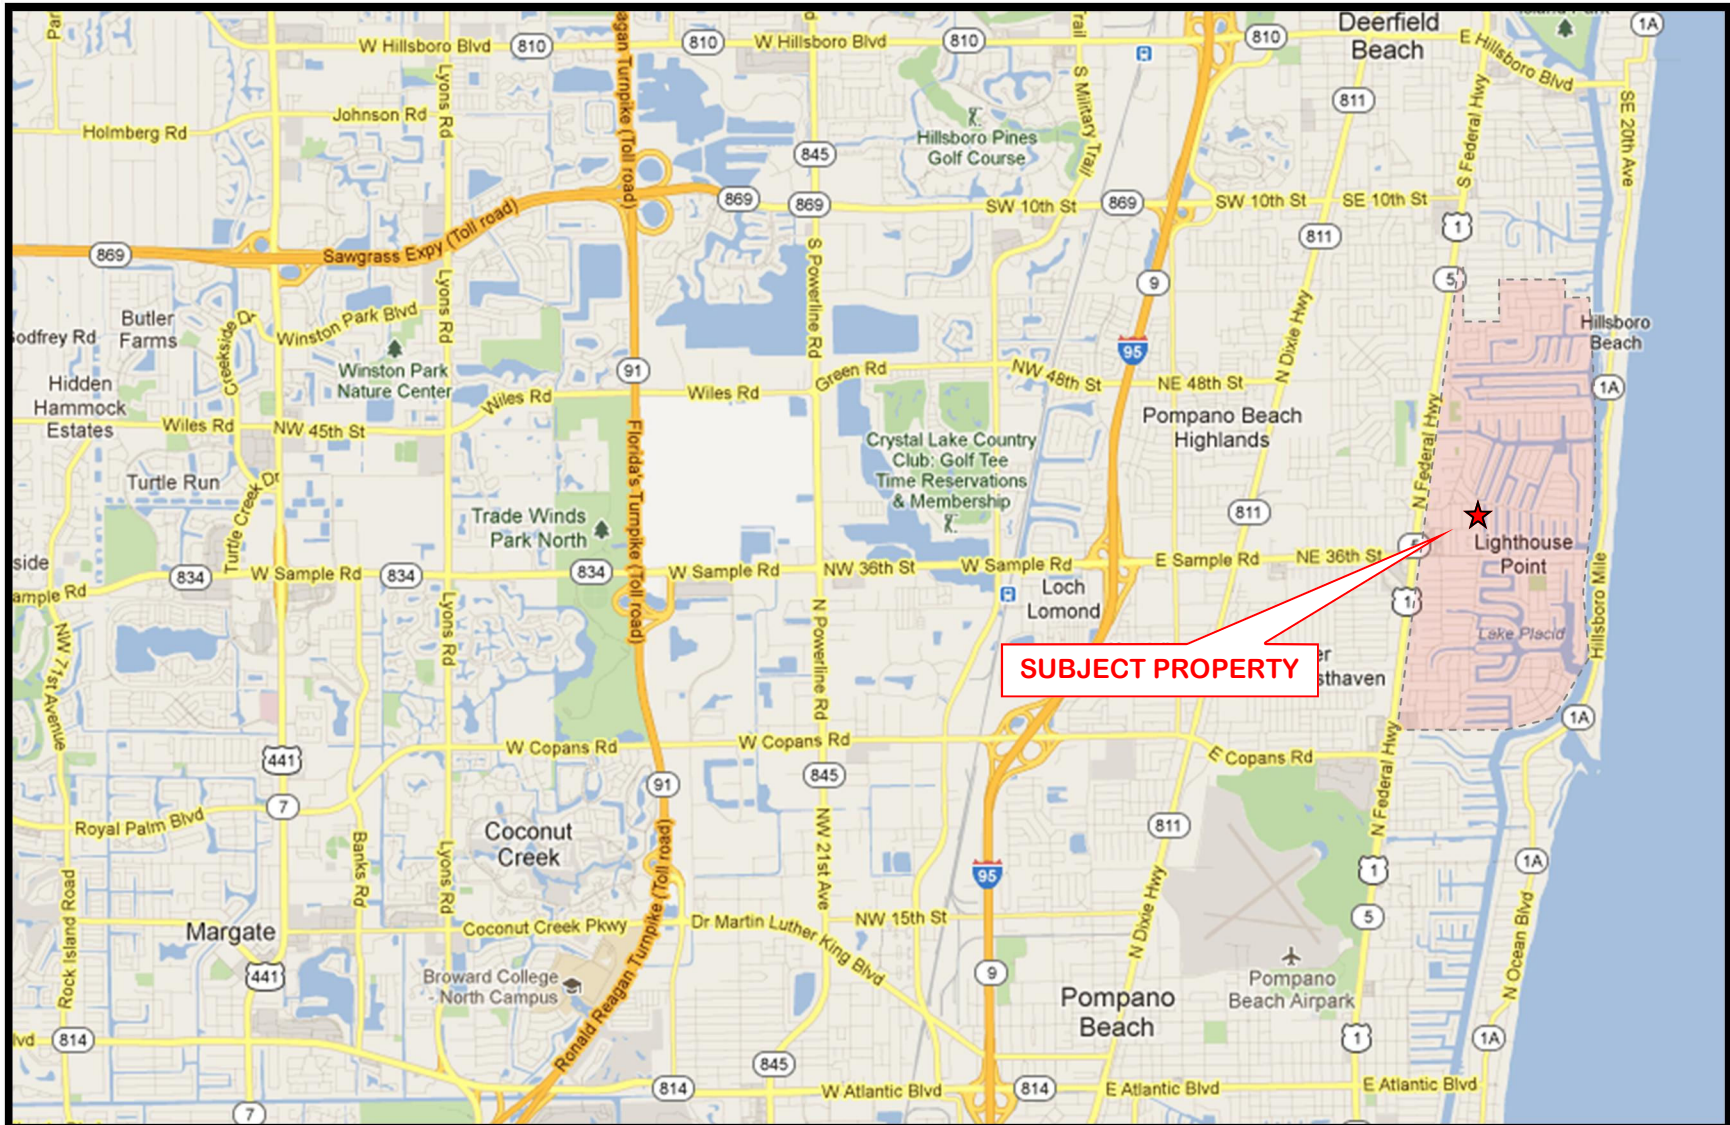 Deerfield
Beach
1A
W Hillsboro Blvd
810
810
W Hillsboro Blvd
810
810
E Hillsboro Blvd
Ronald Reagan Turnpike (Toll road)
S Military Trail
S Federal Hwy
SE 20th Ave
Lyons Rd
Johnson Rd
Holmberg Rd
811
Hillsboro Pines
Golf Course
845
869
869
SW 10th St
869
SW 10th St
SE 10th St
1
811
869
Sawgrass Expy (Toll road)
Lyons Rd
S Powerline Rd
9
5
Butler
Farms
Creekside Dr
Winston Park Blvd
Winston Park
Nature Center
N Dixie Hwy
Hillsboro
Beach
95
91
Hidden
Hammock
Estates
Wiles Rd
NW 45th St
Wiles Rd
Wiles Rd
Green Rd
NW 48th St
NE 48th St
1A
Pompano Beach
Highlands
N Federal Hwy
Florida's Turnpike (Toll road)
Crystal Lake Country
Club: Golf Tee
Time Reservations
& Membership
Turtle Run
Turtle Creek Dr
Trade Winds
Park North
811
Lighthouse
Point
834
W Sample Rd
834
834
W Sample Rd
NW 36th St
W Sample Rd
E Sample Rd
NE 36th St
5
Loch
Lomond
1
Lyons Rd
N Powerline Rd
NW 71st Avenue
Lake Placid
Hillsboro Mile
SUBJECT PROPERTY
1A
W Copans Rd
W Copans Rd
E Copans Rd
441
7
91
845
N Federal Hwy
Royal Palm Blvd
Banks Rd
Lyons Rd
Coconut
Creek
NW 21st Ave
811
1A
95
1
5
Rock Island Road
Margate
Coconut Creek Pkwy
Dr Martin Luther King Blvd
NW 15th St
N Dixie Hwy
N Ocean Blvd
441
Broward College
- North Campus
Ronald Reagan Turnpike (Toll road)
9
Pompano
Beach Airpark
Pompano
Beach
814
845
1
1A
814
W Atlantic Blvd
814
E Atlantic Blvd
E Atlantic Blvd
7